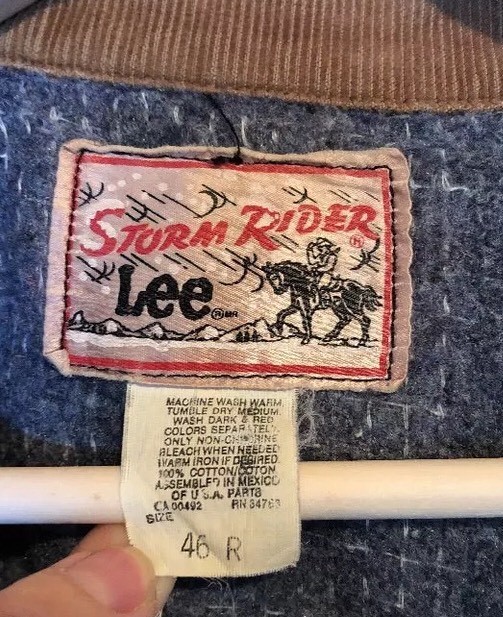 STORM RIDER ®
Lee ® MR
MACHINE WASH WARM
TUMBLE DRY MEDIUM
WASH DARK & RED
COLORS SEPARATELY
ONLY NON-CHLORINE
BLEACH WHEN NEEDED
WARM IRON IF DESIRED
100% COTTON/COTON
ASSEMBLED IN MEXICO
OF U.S.A. PARTS
CA 00492 RN
SIZE
46 R